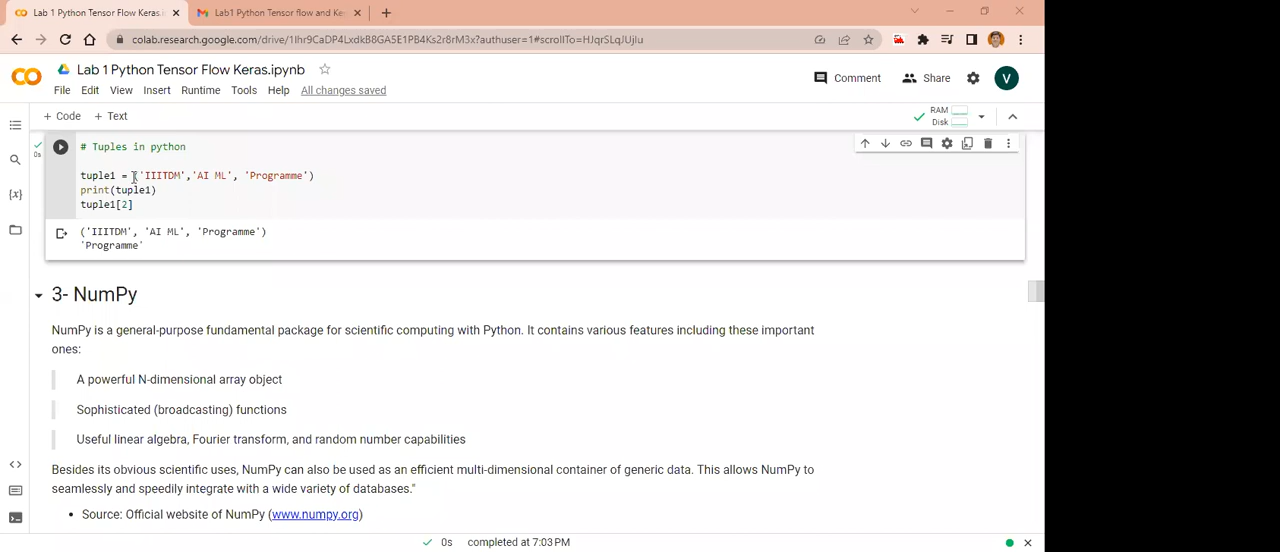 Lab 1 Python Tensor Flow Keras.i
Lab1 Python Tensor flow and Ke
colab.research.google.com/drive/1Ihr9CaDP4LxdkB8GA5E1PB4Ks2r8rM3x?authuser=1#scrollTo=HJqrSLqJUjIu
Lab 1 Python Tensor Flow Keras.ipynb
Comment
Share
V
File Edit View Insert Runtime Tools Help All changes saved
+ Code + Text
RAM
Disk
0s
# Tuples in python
tuple1 = ('IIITDM','AI ML', 'Programme')
print(tuple1)
tuple1[2]
('IIITDM', 'AI ML', 'Programme')
'Programme'
3- NumPy
NumPy is a general-purpose fundamental package for scientific computing with Python. It contains various features including these important
ones:
A powerful N-dimensional array object
Sophisticated (broadcasting) functions
Useful linear algebra, Fourier transform, and random number capabilities
Besides its obvious scientific uses, NumPy can also be used as an efficient multi-dimensional container of generic data. This allows NumPy to
seamlessly and speedily integrate with a wide variety of databases."
• Source: Official website of NumPy (www.numpy.org)
0s completed at 7:03 PM